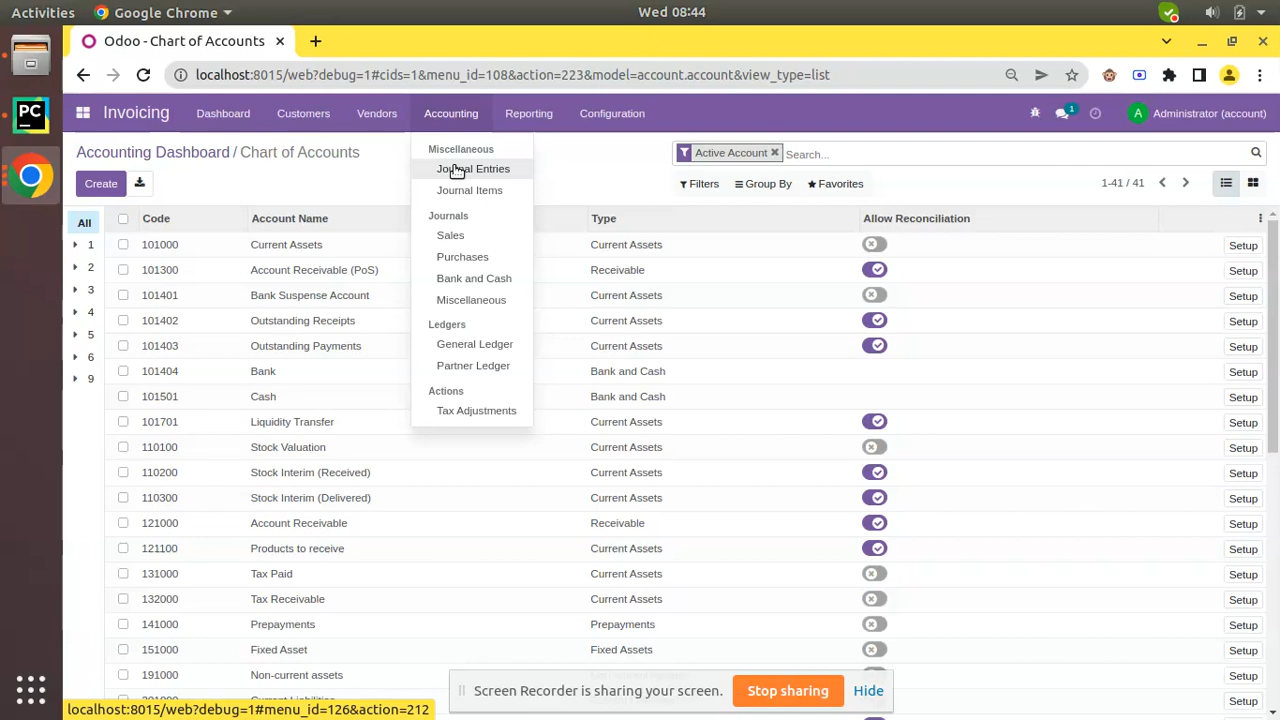 Activities Google Chrome Wed 08:44
Odoo - Chart of Accounts
localhost:8015/web?debug=1#cids=1&menu_id=108&action=223&model=account.account&view_type=list
Invoicing Dashboard Customers Vendors Accounting Reporting Configuration 1 A Administrator (account)
Accounting Dashboard / Chart of Accounts Active Account Search...
Create Filters Group By Favorites 1-41 / 41
Miscellaneous
Journal Entries
Journal Items
Journals
Sales
Purchases
Bank and Cash
Miscellaneous
Ledgers
General Ledger
Partner Ledger
Actions
Tax Adjustments
All
1
2
3
4
5
6
9
Code Account Name Type Allow Reconciliation
101000 Current Assets Current Assets Setup
101300 Account Receivable (PoS) Receivable Setup
101401 Bank Suspense Account Current Assets Setup
101402 Outstanding Receipts Current Assets Setup
101403 Outstanding Payments Current Assets Setup
101404 Bank Bank and Cash Setup
101501 Cash Bank and Cash Setup
101701 Liquidity Transfer Current Assets Setup
110100 Stock Valuation Current Assets Setup
110200 Stock Interim (Received) Current Assets Setup
110300 Stock Interim (Delivered) Current Assets Setup
121000 Account Receivable Receivable Setup
121100 Products to receive Current Assets Setup
131000 Tax Paid Current Assets Setup
132000 Tax Receivable Current Assets Setup
141000 Prepayments Prepayments Setup
151000 Fixed Asset Fixed Assets Setup
191000 Non-current assets Setup
Setup
Screen Recorder is sharing your screen. Stop sharing Hide
localhost:8015/web?debug=1#menu_id=126&action=212
PC